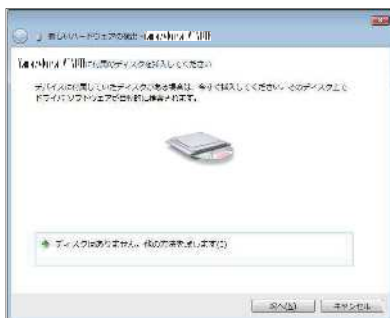 新しいハードウェアの検出 -
に付属のディスクを挿入してください
デバイスに付属していたディスクがある場合は、今すぐ挿入してください。そのディスク上で
ドライバ ソフトウェアが自動的に検索されます。
ディスクはありません。他の方法を試します(I)
次へ(N)
キャンセル